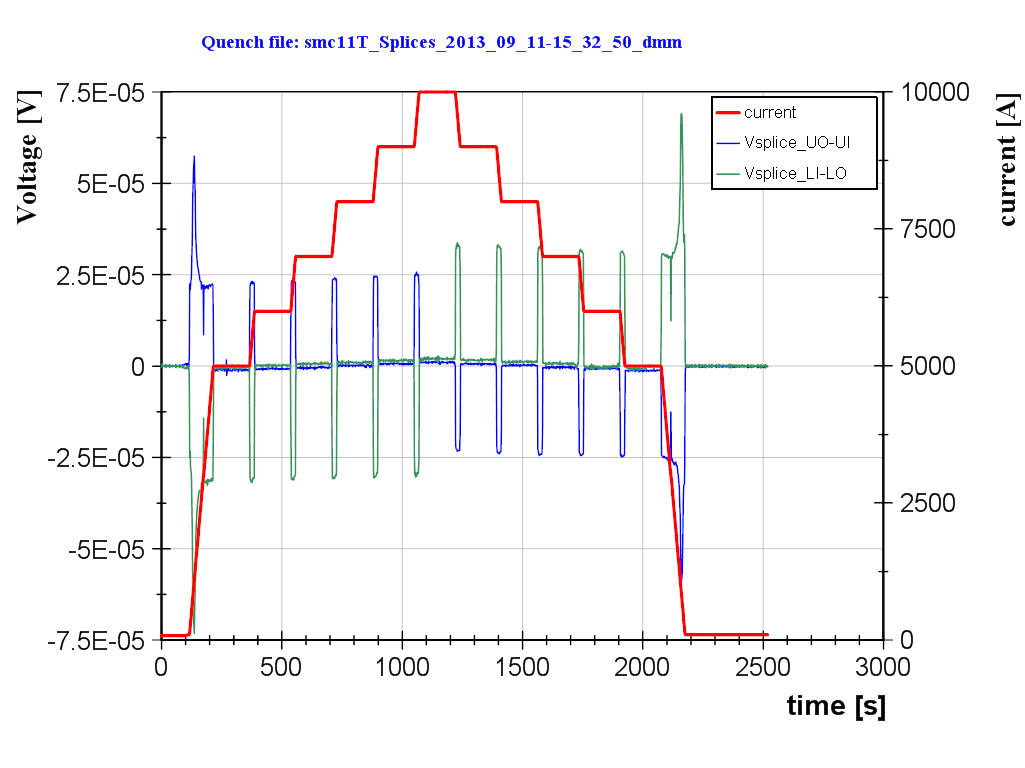 Quench file: smc11T_Splices_2013_09_11-15_32_50_dmm
Voltage [V]
7.5E-05
5E-05
2.5E-05
0
-2.5E-05
-5E-05
-7.5E-05
current
Vsplice_UO-UI
Vsplice_LI-LO
10000
7500
5000
2500
0
current [A]
0 500 1000 1500 2000 2500 3000
time [s]